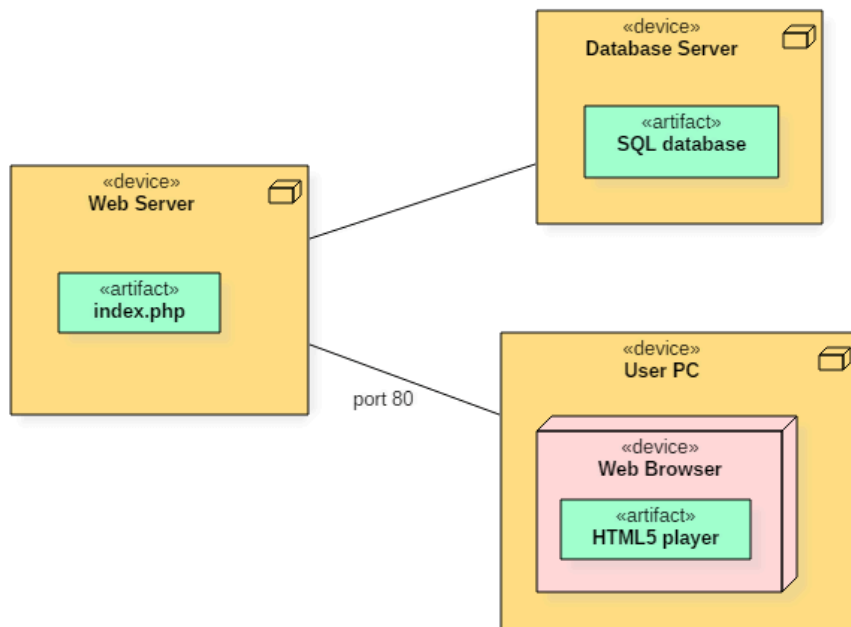 «device»
Database Server
«artifact»
SQL database
«device»
Web Server
«artifact»
index.php
port 80
«device»
User PC
«device»
Web Browser
«artifact»
HTML5 player